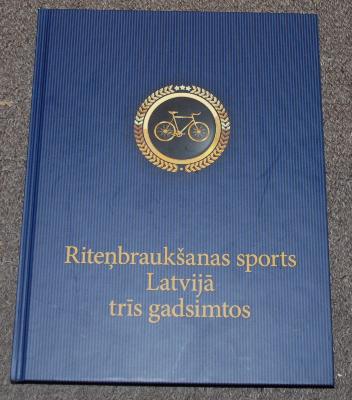 Riteņbraukšanas sports
Latvijā
trīs gadsimtos